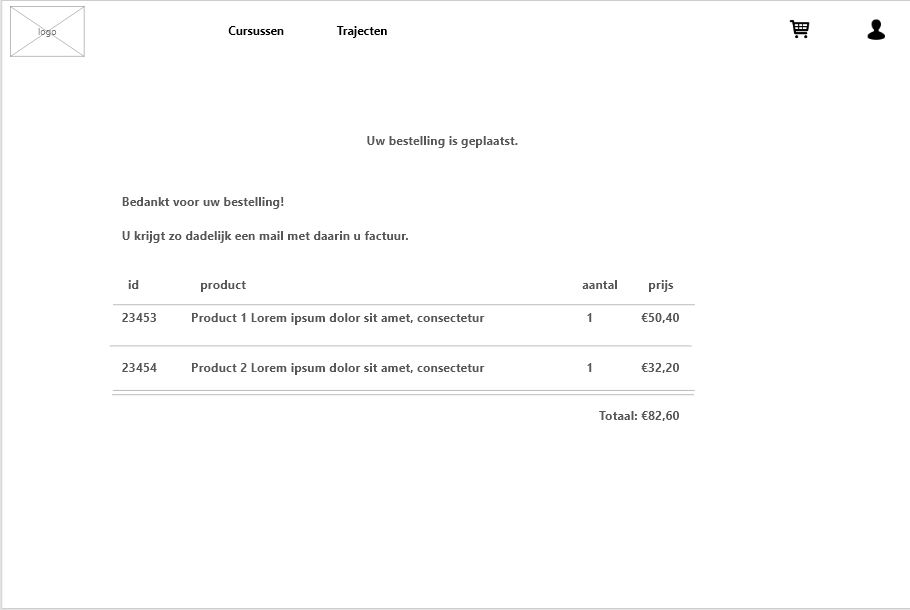 logo
Cursussen Trajecten
Uw bestelling is geplaatst.
Bedankt voor uw bestelling!
U krijgt zo dadelijk een mail met daarin u factuur.
id product aantal prijs
23453 Product 1 Lorem ipsum dolor sit amet, consectetur 1 €50,40
23454 Product 2 Lorem ipsum dolor sit amet, consectetur 1 €32,20
Totaal: €82,60